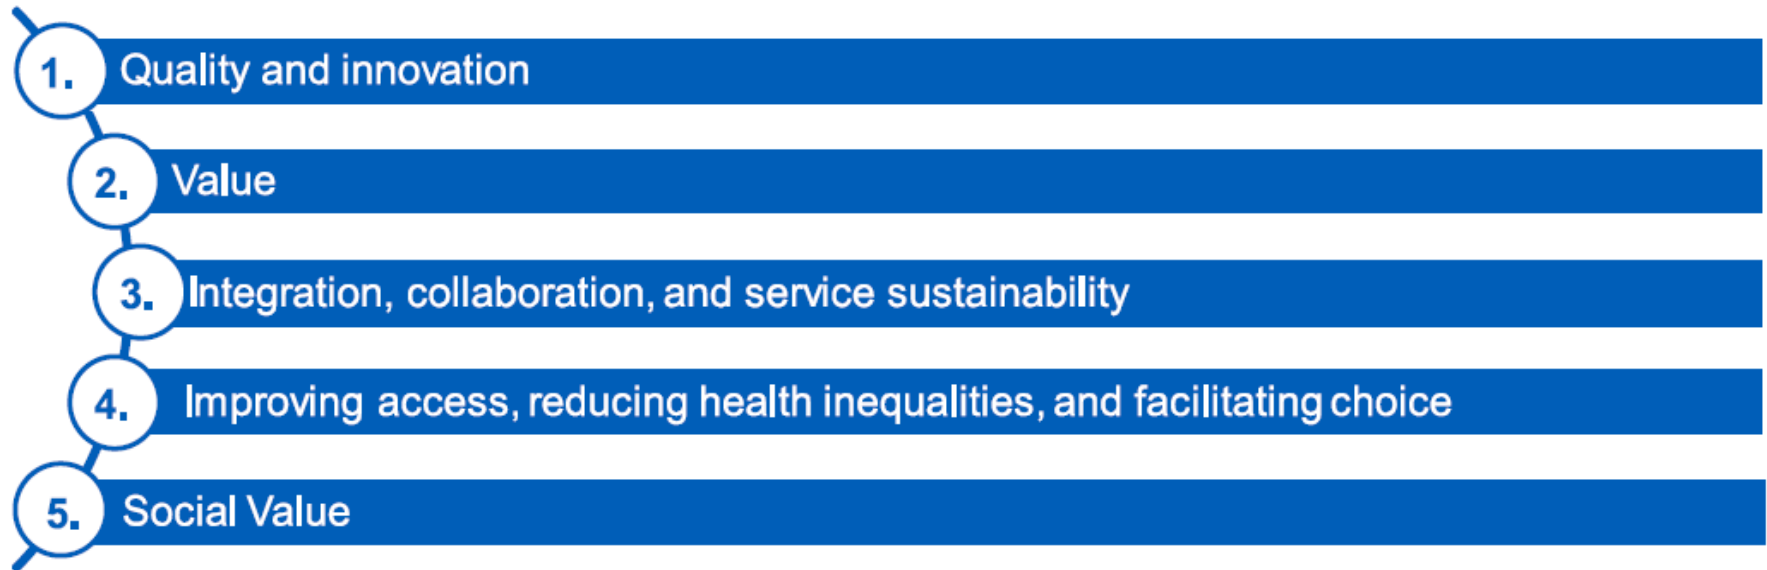 1. Quality and innovation
2. Value
3. Integration, collaboration, and service sustainability
4. Improving access, reducing health inequalities, and facilitating choice
5. Social Value